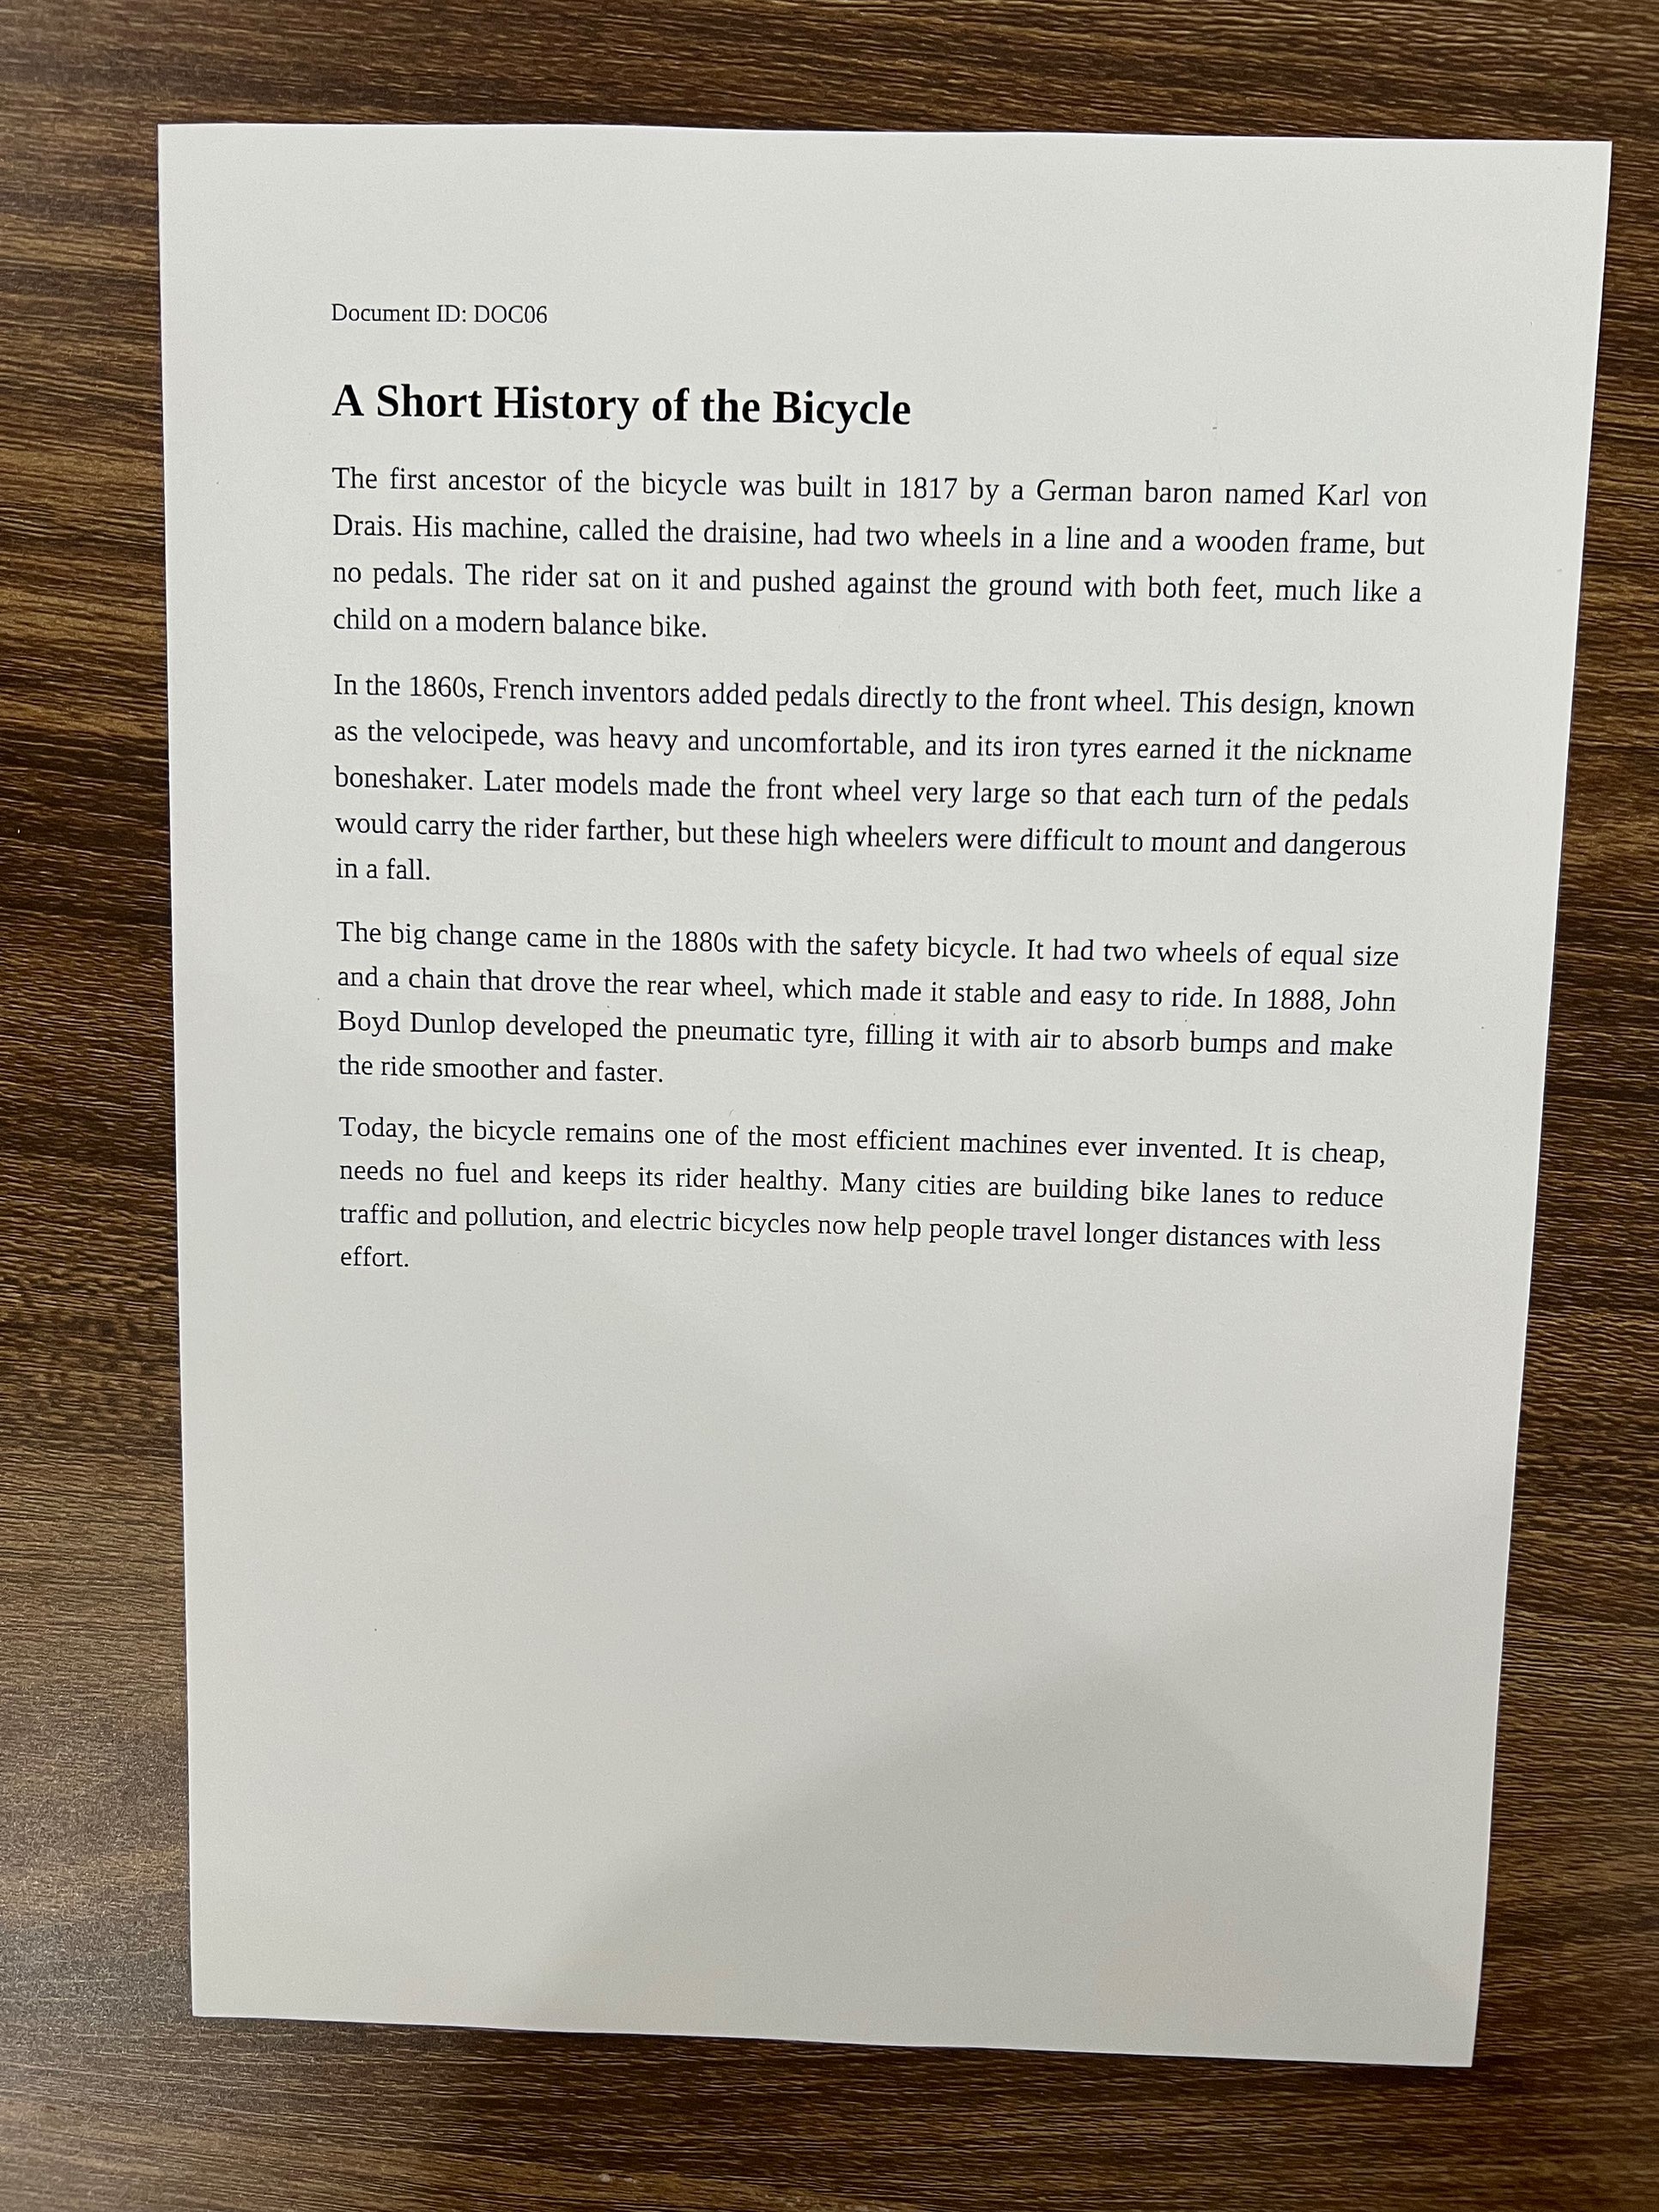 Document ID: DOC06
A Short History of the Bicycle
The first ancestor of the bicycle was built in 1817 by a German baron named Karl von
Drais. His machine, called the draisine, had two wheels in a line and a wooden frame, but
no pedals. The rider sat on it and pushed against the ground with both feet, much like a
child on a modern balance bike.
In the 1860s, French inventors added pedals directly to the front wheel. This design, known
as the velocipede, was heavy and uncomfortable, and its iron tyres earned it the nickname
boneshaker. Later models made the front wheel very large so that each turn of the pedals
would carry the rider farther, but these high wheelers were difficult to mount and dangerous
in a fall.
The big change came in the 1880s with the safety bicycle. It had two wheels of equal size
and a chain that drove the rear wheel, which made it stable and easy to ride. In 1888, John
Boyd Dunlop developed the pneumatic tyre, filling it with air to absorb bumps and make
the ride smoother and faster.
Today, the bicycle remains one of the most efficient machines ever invented. It is cheap,
needs no fuel and keeps its rider healthy. Many cities are building bike lanes to reduce
traffic and pollution, and electric bicycles now help people travel longer distances with less
effort.